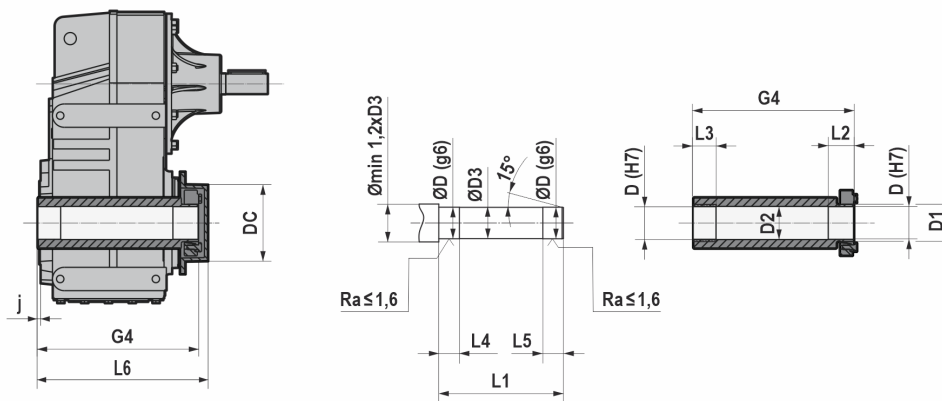 DC
j
G4
L6
Ømin 1,2xD3
ØD (g6)
ØD3
15°
ØD (g6)
Ra≤1,6
Ra≤1,6
L4
L5
L1
G4
L3
L2
D (H7)
D2
D (H7)
D1